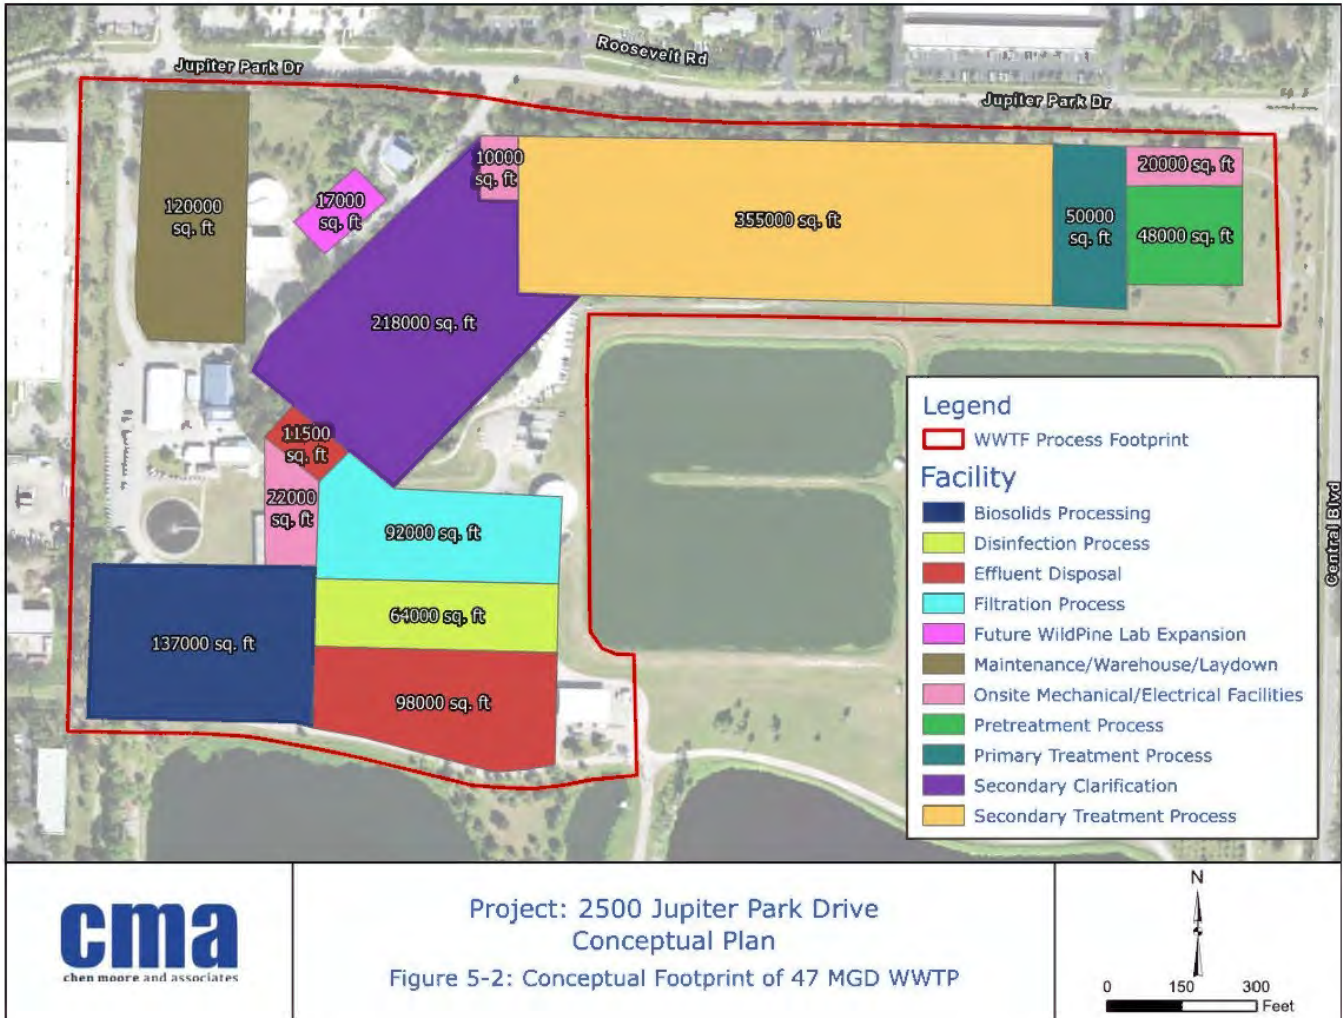 Roosevelt Rd
Jupiter Park Dr
Jupiter Park Dr
10000
sq. ft
20000 sq. ft
120000
sq. ft
17000
sq. ft
355000 sq. ft
50000
sq. ft
48000 sq. ft
218000 sq. ft
11500
sq. ft
22000
sq. ft
92000 sq. ft
64000 sq. ft
137000 sq. ft
98000 sq. ft
Central Blvd
Legend
WWTF Process Footprint
Facility
Biosolids Processing
Disinfection Process
Effluent Disposal
Filtration Process
Future WildPine Lab Expansion
Maintenance/Warehouse/Laydown
Onsite Mechanical/Electrical Facilities
Pretreatment Process
Primary Treatment Process
Secondary Clarification
Secondary Treatment Process
cma
chen moore and associates
Project: 2500 Jupiter Park Drive
Conceptual Plan
Figure 5-2: Conceptual Footprint of 47 MGD WWTP
N
0 150 300
Feet